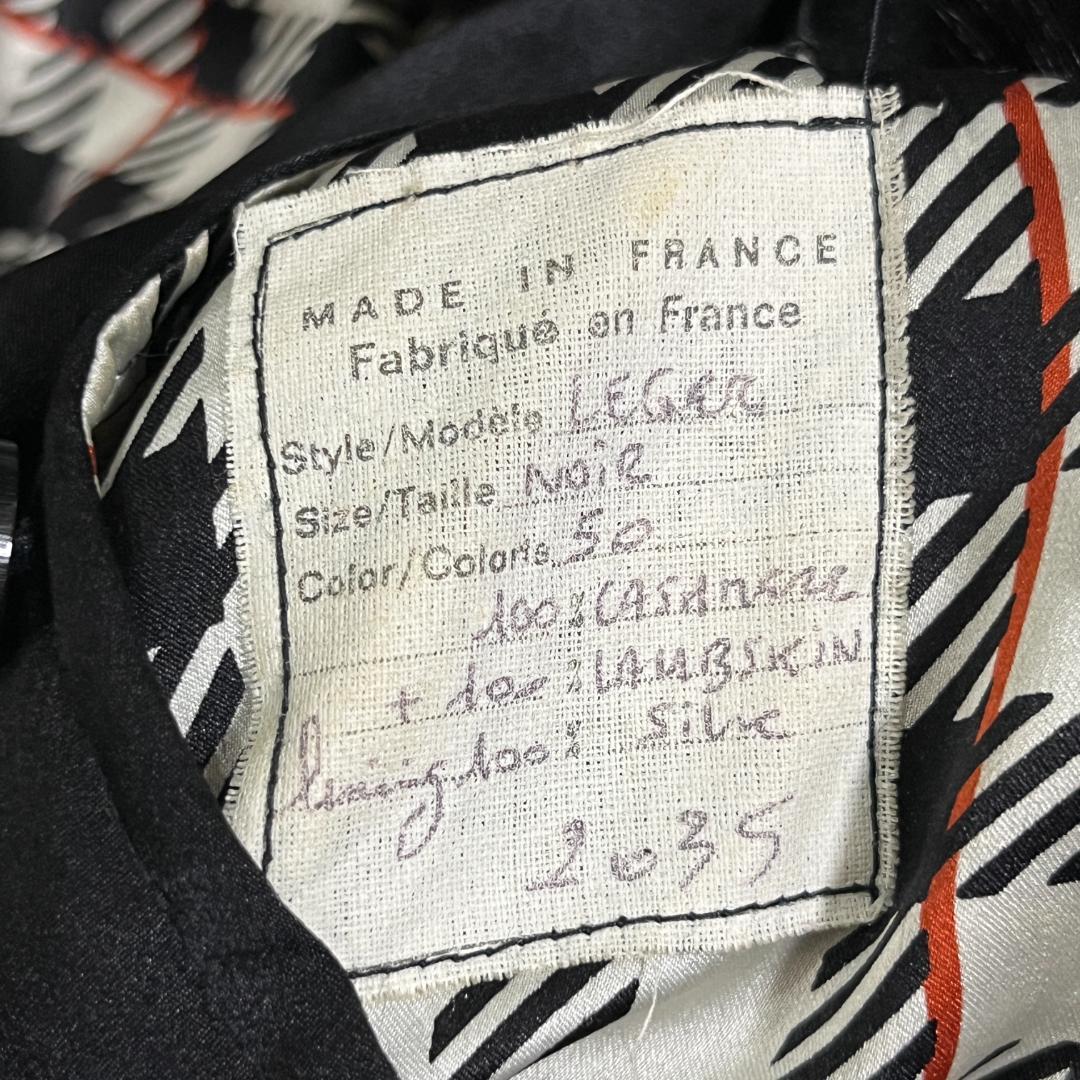 MADE IN FRANCE
Fabriqué en France
Style/Modèle LEGER
Size/Taille Noir
Color/Coloris 50
100% CASHMERE
+ 100 % LAMBSKIN
lining 100% Silk
2035